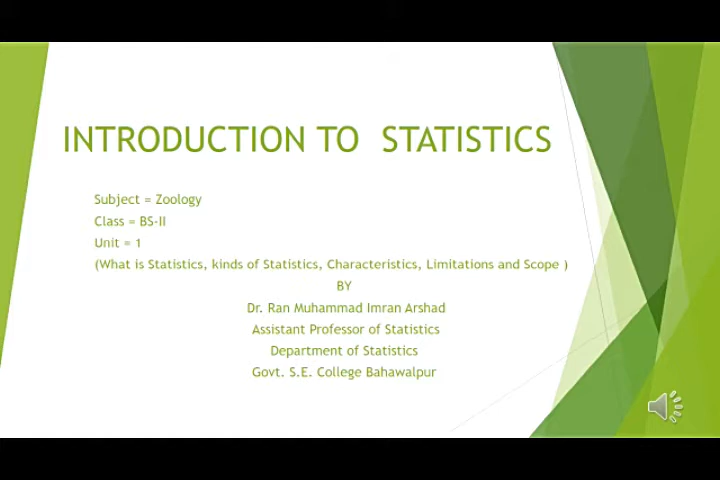 INTRODUCTION TO STATISTICS
Subject = Zoology
Class = BS-II
Unit = 1
(What is Statistics, kinds of Statistics, Characteristics, Limitations and Scope )
BY
Dr. Ran Muhammad Imran Arshad
Assistant Professor of Statistics
Department of Statistics
Govt. S.E. College Bahawalpur